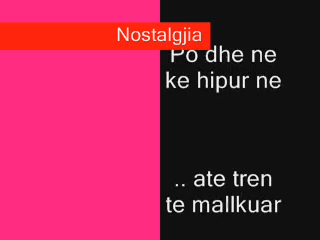 Nostalgjia
Po dhe ne
ke hipur ne
.. ate tren
te mallkuar